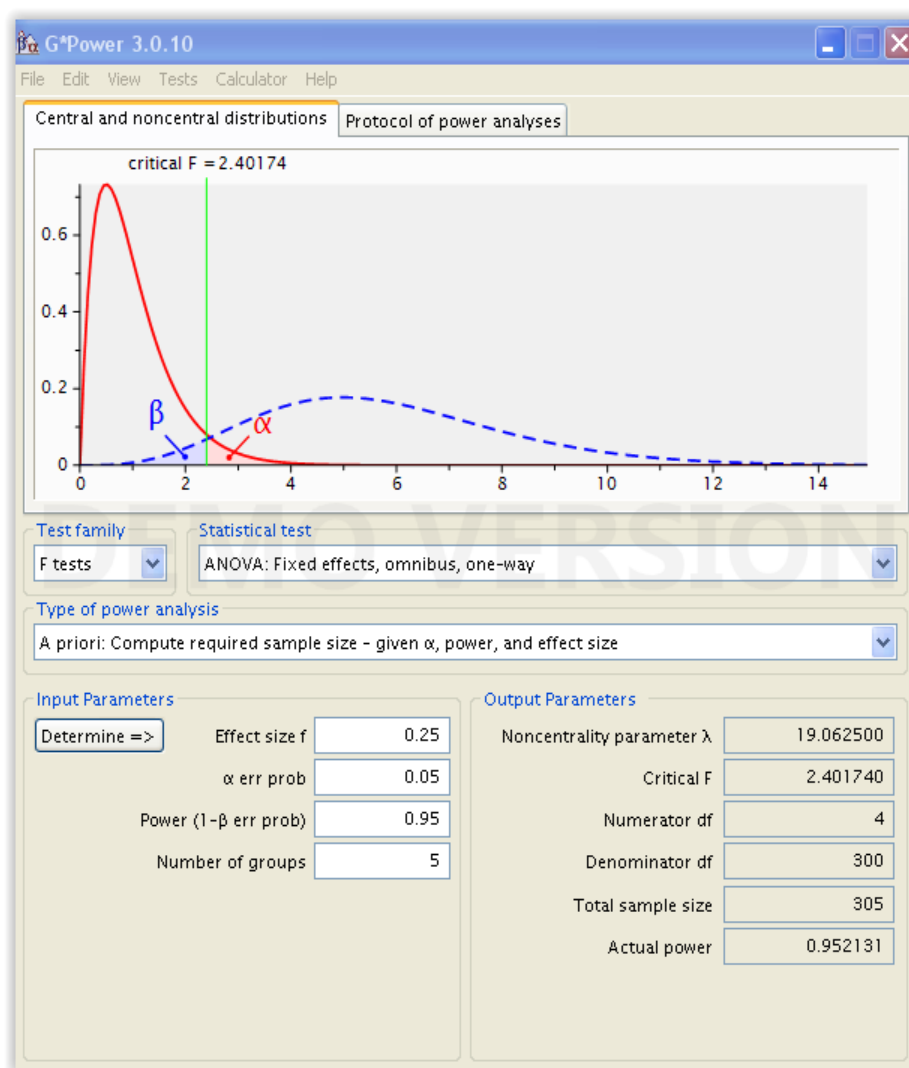 G*Power 3.0.10
File Edit View Tests Calculator Help
Central and noncentral distributions Protocol of power analyses
critical F = 2.40174
0.6
0.4
0.2
0
β
α
0 2 4 6 8 10 12 14
DEMO VERSION
Test family Statistical test
F tests ANOVA: Fixed effects, omnibus, one-way
Type of power analysis
A priori: Compute required sample size - given α, power, and effect size
Input Parameters Output Parameters
Determine => Effect size f 0.25 Noncentrality parameter λ 19.062500
α err prob 0.05 Critical F 2.401740
Power (1-β err prob) 0.95 Numerator df 4
Number of groups 5 Denominator df 300
Total sample size 305
Actual power 0.952131